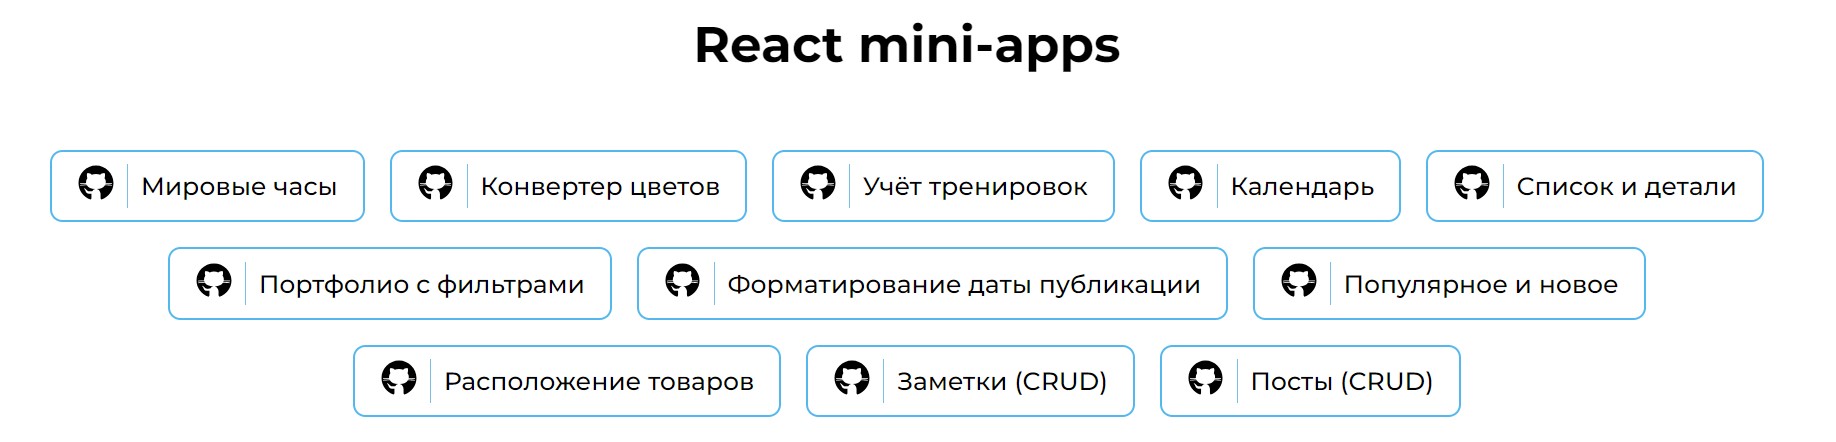 React mini-apps
Мировые часы
Конвертер цветов
Учёт тренировок
Календарь
Список и детали
Портфолио с фильтрами
Форматирование даты публикации
Популярное и новое
Расположение товаров
Заметки (CRUD)
Посты (CRUD)